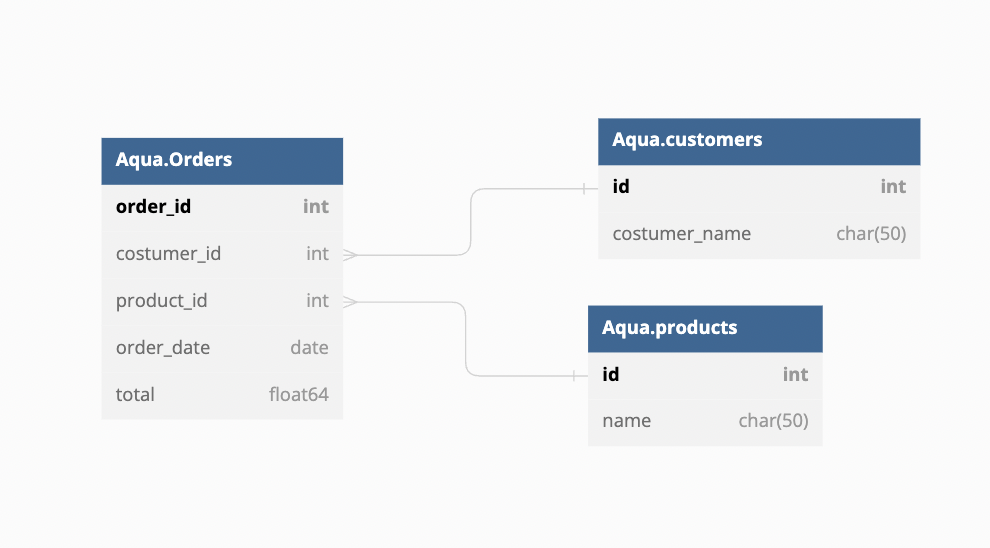 Aqua.Orders
order_id int
costumer_id int
product_id int
order_date date
total float64
Aqua.customers
id int
costumer_name char(50)
Aqua.products
id int
name char(50)